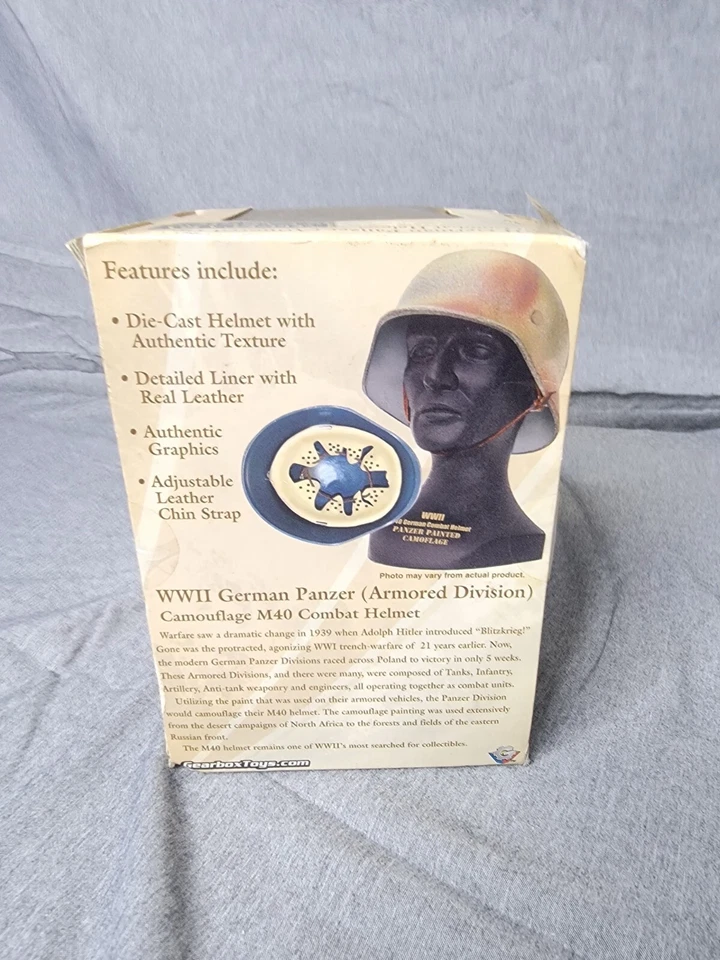 Features include:
• Die-Cast Helmet with
Authentic Texture
• Detailed Liner with
Real Leather
• Authentic
Graphics
• Adjustable
Leather
Chin Strap
WWII
German Combat Helmet
PANZER PAINTED
CAMOFLAGE
Photo may vary from actual product.
WWII German Panzer (Armored Division)
Camouflage M40 Combat Helmet
Warfare saw a dramatic change in 1939 when Adolph Hitler introduced “Blitzkrieg!”
Gone was the protracted, agonizing WWI trench-warfare of 21 years earlier. Now,
the modern German Panzer Divisions raced across Poland to victory in only 5 weeks.
These Armored Divisions, and there were many, were composed of Tanks, Infantry,
Artillery, Anti-tank weaponry and engineers, all operating together as combat units.
Utilizing the paint that was used on their armored vehicles, the Panzer Division
would camouflage their M40 helmet. The camouflage painting was used extensively
from the desert campaigns of North Africa to the forests and fields of the eastern
Russian front.
The M40 helmet remains one of WWII's most searched for collectibles.
GearboxToys.com